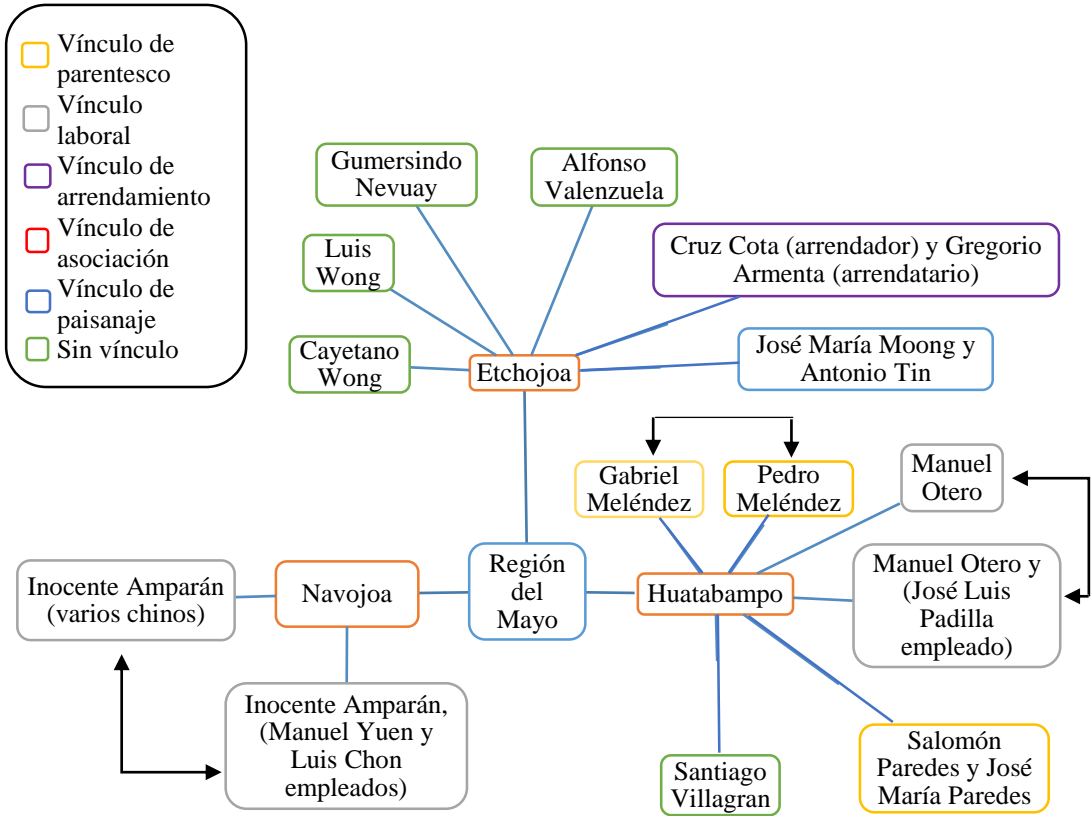 Vínculo de
parentesco
Vínculo
laboral
Vínculo de
arrendamiento
Vínculo de
asociación
Vínculo de
paisanaje
Sin vínculo
Gumersindo
Nevuay
Alfonso
Valenzuela
Luis
Wong
Cruz Cota (arrendador) y Gregorio
Armenta (arrendatario)
Cayetano
Wong
Etchojoa
José María Moong y
Antonio Tin
Gabriel
Meléndez
Pedro
Meléndez
Manuel
Otero
Inocente Amparán
(varios chinos)
Navojoa
Región
del
Mayo
Huatabampo
Manuel Otero y
(José Luis
Padilla
empleado)
Inocente Amparán,
(Manuel Yuen y
Luis Chon
empleados)
Santiago
Villagran
Salomón
Paredes y José
María Paredes